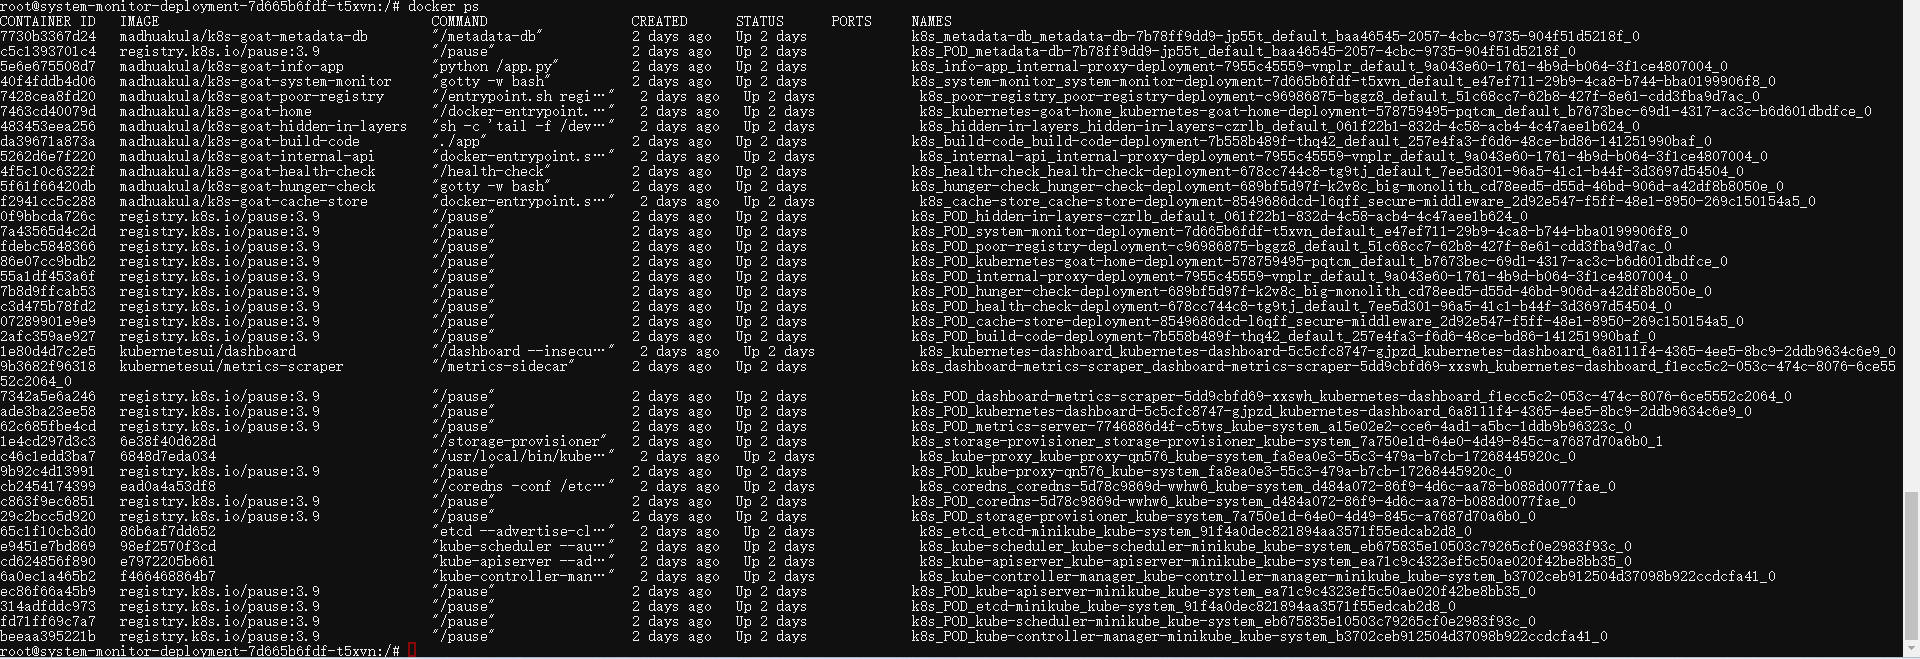 root@system-monitor-deployment-7d665b6fdf-t5xvn:/# docker ps
CONTAINER ID   IMAGE                              COMMAND                  CREATED      STATUS      PORTS     NAMES
7730b3367d24   madhuakula/k8s-goat-metadata-db    "/metadata-db"           2 days ago   Up 2 days             k8s_metadata-db_metadata-db-7b78ff9dd9-jp55t_default_baa46545-2057-4cbc-9735-904f51d5218f_0
c5c1393701c4   registry.k8s.io/pause:3.9          "/pause"                 2 days ago   Up 2 days             k8s_POD_metadata-db-7b78ff9dd9-jp55t_default_baa46545-2057-4cbc-9735-904f51d5218f_0
5e6e675508d7   madhuakula/k8s-goat-info-app       "python /app.py"         2 days ago   Up 2 days             k8s_info-app_internal-proxy-deployment-7955c45559-vnplr_default_9a043e60-1761-4b9d-b064-3f1ce4807004_0
40f4fddb4d06   madhuakula/k8s-goat-system-monitor   "gotty -w bash"        2 days ago   Up 2 days             k8s_system-monitor_system-monitor-deployment-7d665b6fdf-t5xvn_default_e47ef711-29b9-4ca8-b744-bba0199906f8_0
7428cea8fd20   madhuakula/k8s-goat-poor-registry   "/entrypoint.sh regi…"   2 days ago   Up 2 days             k8s_poor-registry_poor-registry-deployment-c96986875-bggz8_default_51c68cc7-62b8-427f-8e61-cdd3fba9d7ac_0
7463cd40079d   madhuakula/k8s-goat-home           "/docker-entrypoint.…"   2 days ago   Up 2 days             k8s_kubernetes-goat-home_kubernetes-goat-home-deployment-578759495-pqtcm_default_b7673bec-69d1-4317-ac3c-b6d601dbdfce_0
483453eea256   madhuakula/k8s-goat-hidden-in-layers   "sh -c 'tail -f /dev…"   2 days ago   Up 2 days             k8s_hidden-in-layers_hidden-in-layers-czrlb_default_061f22b1-832d-4c58-acb4-4c47aee1b624_0
da39671a873a   madhuakula/k8s-goat-build-code     "./app"                  2 days ago   Up 2 days             k8s_build-code_build-code-deployment-7b558b489f-thq42_default_257e4fa3-f6d6-48ce-bd86-141251990baf_0
5262d6e7f220   madhuakula/k8s-goat-internal-api   "docker-entrypoint.s…"   2 days ago   Up 2 days             k8s_internal-api_internal-proxy-deployment-7955c45559-vnplr_default_9a043e60-1761-4b9d-b064-3f1ce4807004_0
4f5c10c6322f   madhuakula/k8s-goat-health-check   "/health-check"          2 days ago   Up 2 days             k8s_health-check_health-check-deployment-678cc744c8-tg9tj_default_7ee5d301-96a5-41c1-b44f-3d3697d54504_0
5f61f66420db   madhuakula/k8s-goat-hunger-check   "gotty -w bash"          2 days ago   Up 2 days             k8s_hunger-check_hunger-check-deployment-689bf5d97f-k2v8c_big-monolith_cd78eed5-d55d-46bd-906d-a42df8b8050e_0
f2941cc5c288   madhuakula/k8s-goat-cache-store    "docker-entrypoint.s…"   2 days ago   Up 2 days             k8s_cache-store_cache-store-deployment-8549686dcd-l6qff_secure-middleware_2d92e547-f5ff-48e1-8950-269c150154a5_0
0f9bbcda726c   registry.k8s.io/pause:3.9          "/pause"                 2 days ago   Up 2 days             k8s_POD_hidden-in-layers-czrlb_default_061f22b1-832d-4c58-acb4-4c47aee1b624_0
7a43565d4c2d   registry.k8s.io/pause:3.9          "/pause"                 2 days ago   Up 2 days             k8s_POD_system-monitor-deployment-7d665b6fdf-t5xvn_default_e47ef711-29b9-4ca8-b744-bba0199906f8_0
fdebc5848366   registry.k8s.io/pause:3.9          "/pause"                 2 days ago   Up 2 days             k8s_POD_poor-registry-deployment-c96986875-bggz8_default_51c68cc7-62b8-427f-8e61-cdd3fba9d7ac_0
86e07cc9bdb2   registry.k8s.io/pause:3.9          "/pause"                 2 days ago   Up 2 days             k8s_POD_kubernetes-goat-home-deployment-578759495-pqtcm_default_b7673bec-69d1-4317-ac3c-b6d601dbdfce_0
55a1df453a6f   registry.k8s.io/pause:3.9          "/pause"                 2 days ago   Up 2 days             k8s_POD_internal-proxy-deployment-7955c45559-vnplr_default_9a043e60-1761-4b9d-b064-3f1ce4807004_0
7b8d9ffcab53   registry.k8s.io/pause:3.9          "/pause"                 2 days ago   Up 2 days             k8s_POD_hunger-check-deployment-689bf5d97f-k2v8c_big-monolith_cd78eed5-d55d-46bd-906d-a42df8b8050e_0
c3d475b78fd2   registry.k8s.io/pause:3.9          "/pause"                 2 days ago   Up 2 days             k8s_POD_health-check-deployment-678cc744c8-tg9tj_default_7ee5d301-96a5-41c1-b44f-3d3697d54504_0
07289901e9e9   registry.k8s.io/pause:3.9          "/pause"                 2 days ago   Up 2 days             k8s_POD_cache-store-deployment-8549686dcd-l6qff_secure-middleware_2d92e547-f5ff-48e1-8950-269c150154a5_0
2afc359ae927   registry.k8s.io/pause:3.9          "/pause"                 2 days ago   Up 2 days             k8s_POD_build-code-deployment-7b558b489f-thq42_default_257e4fa3-f6d6-48ce-bd86-141251990baf_0
1e80d4d7c2e5   kubernetesui/dashboard             "/dashboard --insecu…"   2 days ago   Up 2 days             k8s_kubernetes-dashboard_kubernetes-dashboard-5c5cfc8747-gjpzd_kubernetes-dashboard_6a8111f4-4365-4ee5-8bc9-2ddb9634c6e9_0
9b3682f96318   kubernetesui/metrics-scraper       "/metrics-sidecar"       2 days ago   Up 2 days             k8s_dashboard-metrics-scraper_dashboard-metrics-scraper-5dd9cbfd69-xxswh_kubernetes-dashboard_f1ecc5c2-053c-474c-8076-6ce55
52c2064_0
7342a5e6a246   registry.k8s.io/pause:3.9          "/pause"                 2 days ago   Up 2 days             k8s_POD_dashboard-metrics-scraper-5dd9cbfd69-xxswh_kubernetes-dashboard_f1ecc5c2-053c-474c-8076-6ce5552c2064_0
ade3ba23ee58   registry.k8s.io/pause:3.9          "/pause"                 2 days ago   Up 2 days             k8s_POD_kubernetes-dashboard-5c5cfc8747-gjpzd_kubernetes-dashboard_6a8111f4-4365-4ee5-8bc9-2ddb9634c6e9_0
62c685fbe4cd   registry.k8s.io/pause:3.9          "/pause"                 2 days ago   Up 2 days             k8s_POD_metrics-server-7746886d4f-c5tws_kube-system_a15e02e2-cce6-4ad1-a5bc-1ddb9b96323c_0
1e4cd297d3c3   6e38f40d628d                       "/storage-provisioner"   2 days ago   Up 2 days             k8s_storage-provisioner_storage-provisioner_kube-system_7a750e1d-64e0-4d49-845c-a7687d70a6b0_1
c46c1edd3ba7   6848d7eda034                       "/usr/local/bin/kube…"   2 days ago   Up 2 days             k8s_kube-proxy_kube-proxy-qn576_kube-system_fa8ea0e3-55c3-479a-b7cb-17268445920c_0
9b92c4d13991   registry.k8s.io/pause:3.9          "/pause"                 2 days ago   Up 2 days             k8s_POD_kube-proxy-qn576_kube-system_fa8ea0e3-55c3-479a-b7cb-17268445920c_0
cb2454174399   ead0a4a53df8                       "/coredns -conf /etc…"   2 days ago   Up 2 days             k8s_coredns_coredns-5d78c9869d-wwhw6_kube-system_d484a072-86f9-4d6c-aa78-b088d0077fae_0
c863f9ec6851   registry.k8s.io/pause:3.9          "/pause"                 2 days ago   Up 2 days             k8s_POD_coredns-5d78c9869d-wwhw6_kube-system_d484a072-86f9-4d6c-aa78-b088d0077fae_0
29c2bcc5d920   registry.k8s.io/pause:3.9          "/pause"                 2 days ago   Up 2 days             k8s_POD_storage-provisioner_kube-system_7a750e1d-64e0-4d49-845c-a7687d70a6b0_0
65c1f10cb3d0   86b6af7dd652                       "etcd --advertise-cl…"   2 days ago   Up 2 days             k8s_etcd_etcd-minikube_kube-system_91f4a0dec821894aa3571f55edcab2d8_0
e9451e7bd869   98ef2570f3cd                       "kube-scheduler --au…"   2 days ago   Up 2 days             k8s_kube-scheduler_kube-scheduler-minikube_kube-system_eb675835e10503c79265cf0e2983f93c_0
cd624856f890   e7972205b661                       "kube-apiserver --ad…"   2 days ago   Up 2 days             k8s_kube-apiserver_kube-apiserver-minikube_kube-system_ea71c9c4323ef5c50ae020f42be8bb35_0
6a0ec1a465b2   f466468864b7                       "kube-controller-man…"   2 days ago   Up 2 days             k8s_kube-controller-manager_kube-controller-manager-minikube_kube-system_b3702ceb912504d37098b922ccdcfa41_0
ec86f66a45b9   registry.k8s.io/pause:3.9          "/pause"                 2 days ago   Up 2 days             k8s_POD_kube-apiserver-minikube_kube-system_ea71c9c4323ef5c50ae020f42be8bb35_0
314adfddc973   registry.k8s.io/pause:3.9          "/pause"                 2 days ago   Up 2 days             k8s_POD_etcd-minikube_kube-system_91f4a0dec821894aa3571f55edcab2d8_0
fd71ff69c7a7   registry.k8s.io/pause:3.9          "/pause"                 2 days ago   Up 2 days             k8s_POD_kube-scheduler-minikube_kube-system_eb675835e10503c79265cf0e2983f93c_0
beeaa395221b   registry.k8s.io/pause:3.9          "/pause"                 2 days ago   Up 2 days             k8s_POD_kube-controller-manager-minikube_kube-system_b3702ceb912504d37098b922ccdcfa41_0
root@system-monitor-deployment-7d665b6fdf-t5xvn:/#